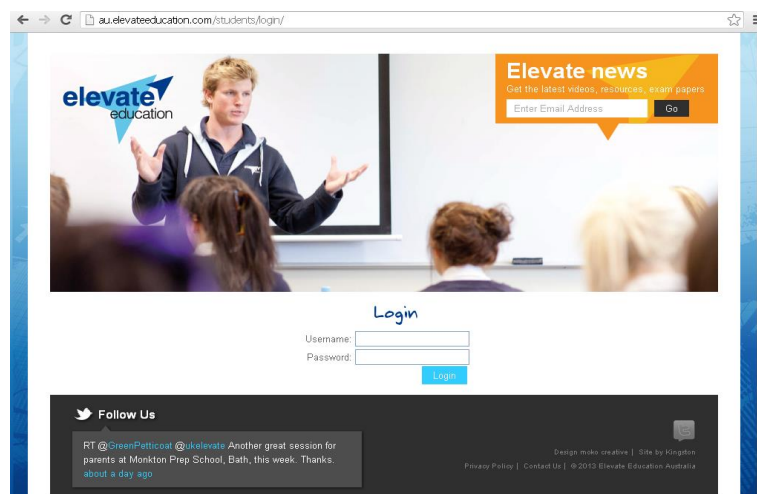 au.elevateeducation.com/students/login/
elevate
education
Elevate news
Get the latest videos, resources, exam papers
Enter Email Address
Go
Login
Username:
Password:
Login
Follow Us
RT @GreenPetticoat @ukelevate Another great session for
parents at Monkton Prep School, Bath, this week. Thanks.
about a day ago
Design moko creative | Site by Kingston
Privacy Policy | Contact Us | © 2013 Elevate Education Australia